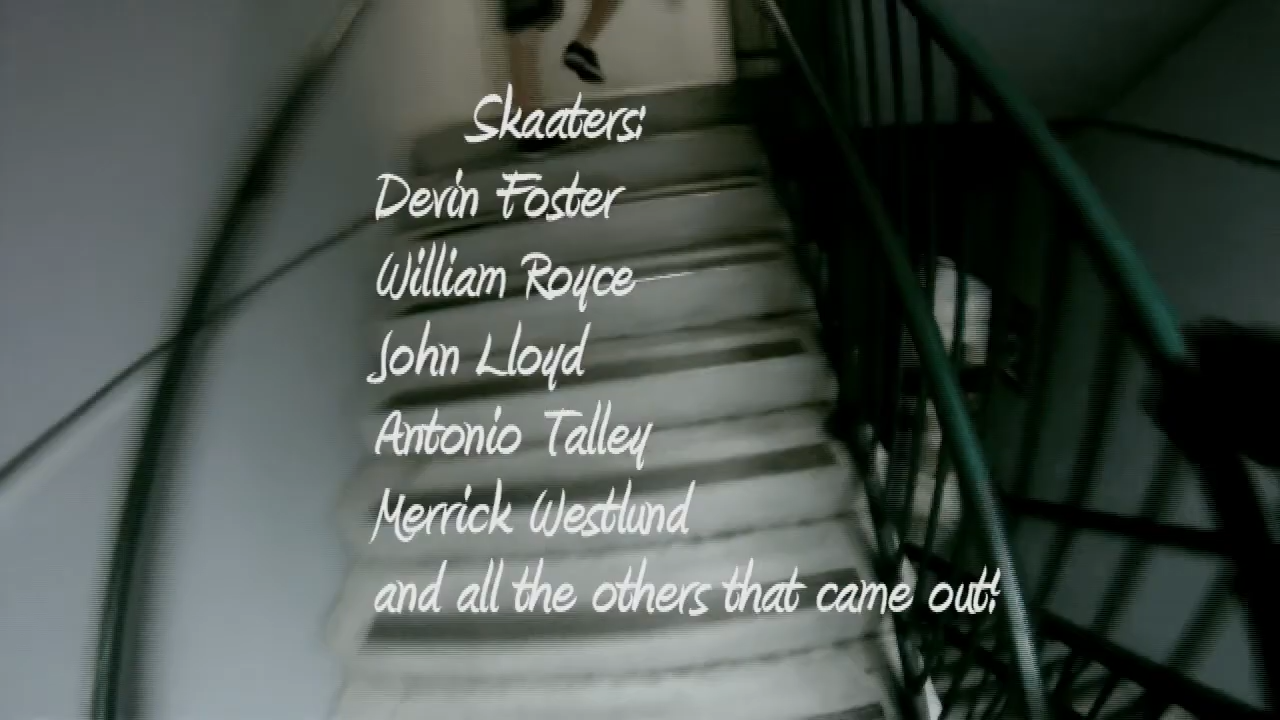 Skaaters:
Devin Foster
William Royce
John Lloyd
Antonio Talley
Merrick Westlund
and all the others that came out!